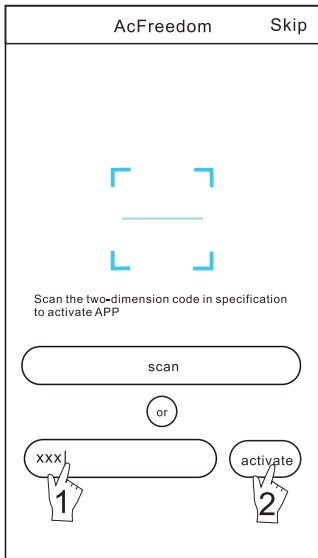 AcFreedom Skip
Scan the two-dimension code in specification
to activate APP
scan
or
xxx activate
1 2